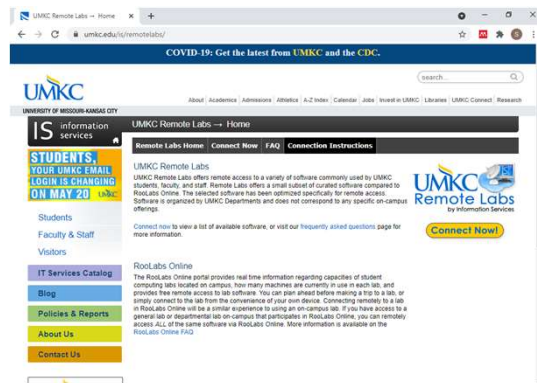 UMKC Remote Labs → Home
umkc.edu/is/remotelabs/
COVID-19: Get the latest from UMKC and the CDC.
search...
UMKC
UNIVERSITY OF MISSOURI-KANSAS CITY
About Academics Admissions Athletics A-Z Index Calendar Jobs Invest in UMKC Libraries UMKC Connect Research
IS information services
UMKC Remote Labs → Home
Remote Labs Home Connect Now FAQ Connection Instructions
STUDENTS,
YOUR UMKC EMAIL
LOGIN IS CHANGING
ON MAY 20 UMKC
Students
Faculty & Staff
Visitors
IT Services Catalog
Blog
Policies & Reports
About Us
Contact Us
UMKC Remote Labs
UMKC Remote Labs offers remote access to a variety of software commonly used by UMKC
students, faculty, and staff. Remote Labs offers a small subset of curated software compared to
RooLabs Online. The selected software has been optimized specifically for remote access.
Software is organized by UMKC Departments and does not correspond to any specific on-campus
offerings.
Connect now to view a list of available software, or visit our frequently asked questions page for
more information.
RooLabs Online
The RooLabs Online portal provides real time information regarding capacities of student
computing labs located on campus, how many machines are currently in use in each lab, and
provides free remote access to lab software. You can plan ahead before making a trip to a lab, or
simply connect to the lab from the convenience of your own device. Connecting remotely to a lab
in RooLabs Online will be a similar experience to using an on-campus lab. If you have access to a
general lab or departmental lab on-campus that participates in RooLabs Online, you can remotely
access ALL of the same software via RooLabs Online. More information is available on the
RooLabs Online FAQ.
UMKC
Remote Labs
by Information Services
Connect Now!